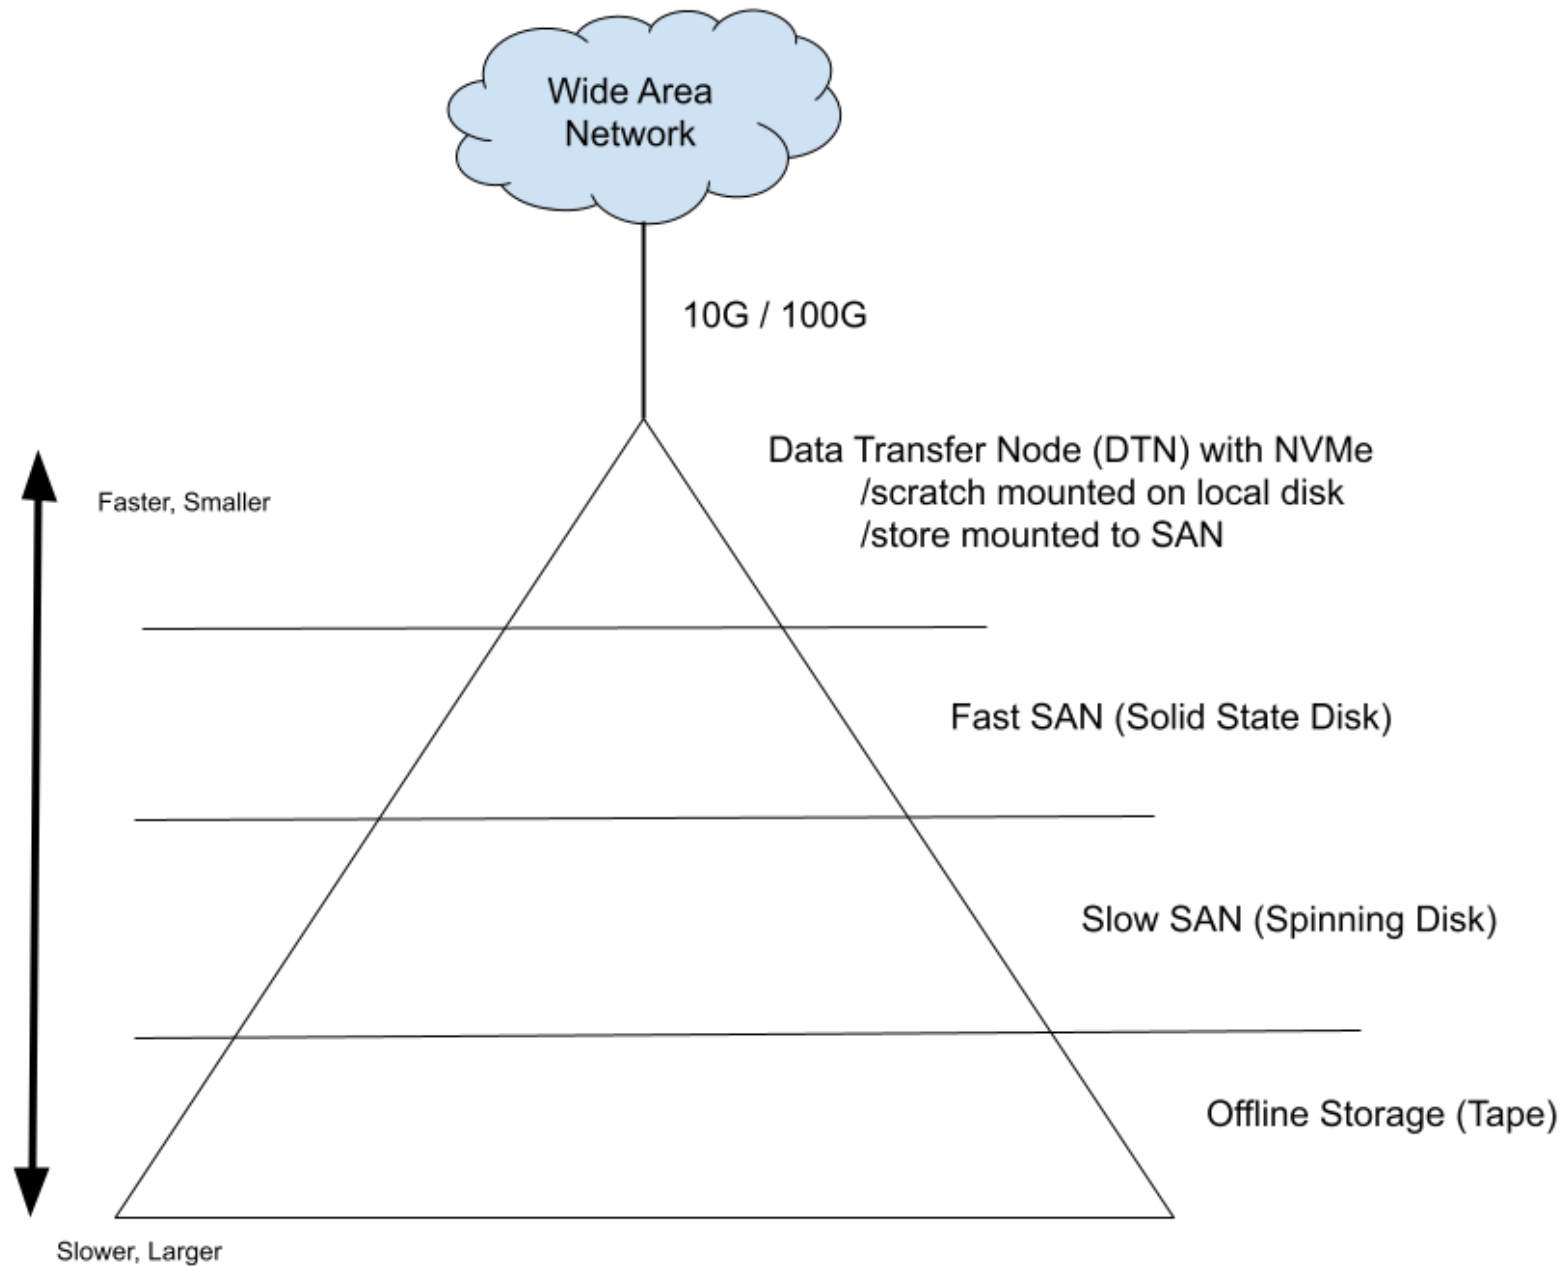 Wide Area
Network
10G / 100G
Data Transfer Node (DTN) with NVMe
/scratch mounted on local disk
/store mounted to SAN
Faster, Smaller
Fast SAN (Solid State Disk)
Slow SAN (Spinning Disk)
Offline Storage (Tape)
Slower, Larger